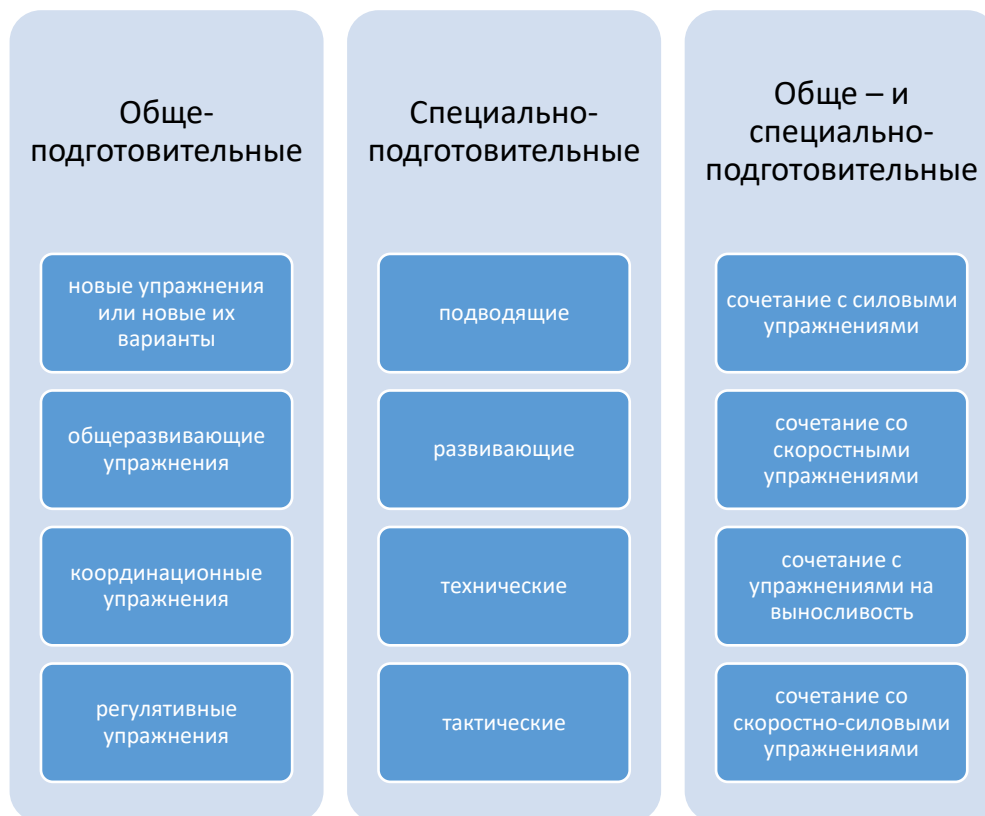 Обще-
подготовительные
новые упражнения
или новые их
варианты
общеразвивающие
упражнения
координационные
упражнения
регулятивные
упражнения
Специально-
подготовительные
подводящие
развивающие
технические
тактические
Обще – и
специально-
подготовительные
сочетание с силовыми
упражнениями
сочетание со
скоростными
упражнениями
сочетание с
упражнениями на
выносливость
сочетание со
скоростно-силовыми
упражнениями